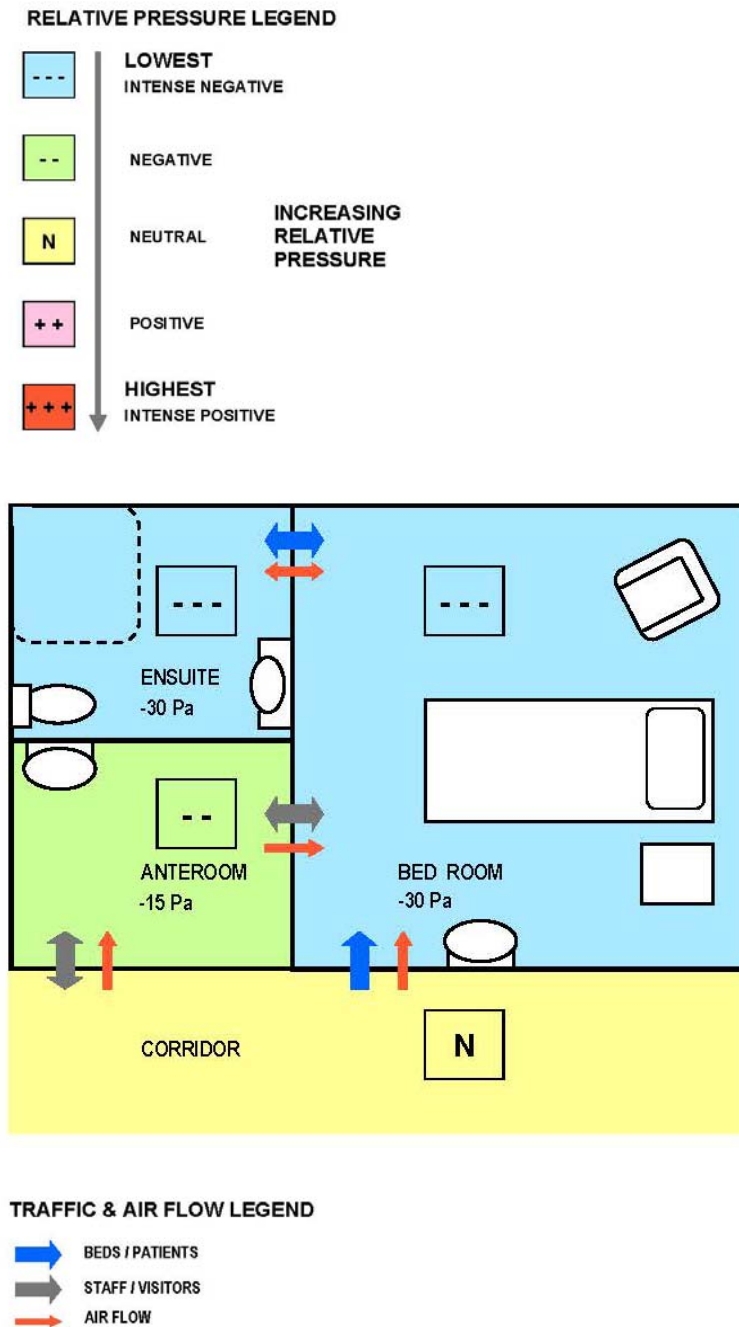 RELATIVE PRESSURE LEGEND
- - -
LOWEST
INTENSE NEGATIVE
- -
NEGATIVE
N
NEUTRAL
INCREASING
RELATIVE
PRESSURE
+ +
POSITIVE
+ + +
HIGHEST
INTENSE POSITIVE
- - -
- - -
ENSUITE
-30 Pa
- -
ANTEROOM
-15 Pa
BED ROOM
-30 Pa
CORRIDOR
N
TRAFFIC & AIR FLOW LEGEND
BEDS / PATIENTS
STAFF / VISITORS
AIR FLOW